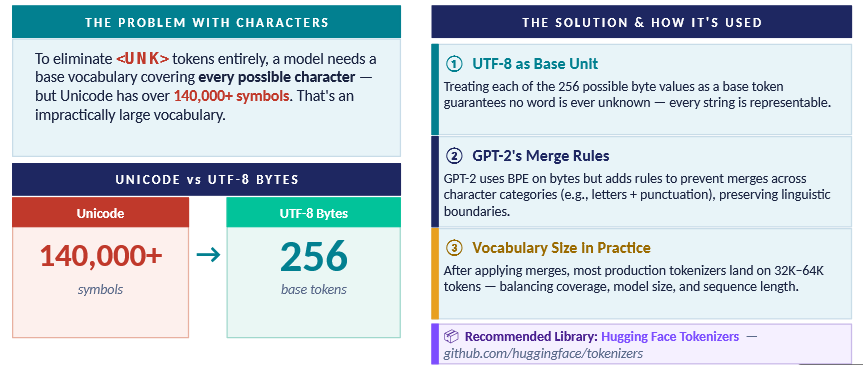 THE PROBLEM WITH CHARACTERS
To eliminate <UNK> tokens entirely, a model needs a
base vocabulary covering every possible character —
but Unicode has over 140,000+ symbols. That's an
impractically large vocabulary.
UNICODE vs UTF-8 BYTES
Unicode
140,000+
symbols
→
UTF-8 Bytes
256
base tokens
THE SOLUTION & HOW IT'S USED
① UTF-8 as Base Unit
Treating each of the 256 possible byte values as a base token
guarantees no word is ever unknown — every string is representable.
② GPT-2's Merge Rules
GPT-2 uses BPE on bytes but adds rules to prevent merges across
character categories (e.g., letters + punctuation), preserving linguistic
boundaries.
③ Vocabulary Size in Practice
After applying merges, most production tokenizers land on 32K–64K
tokens — balancing coverage, model size, and sequence length.
📦 Recommended Library: Hugging Face Tokenizers —
github.com/huggingface/tokenizers